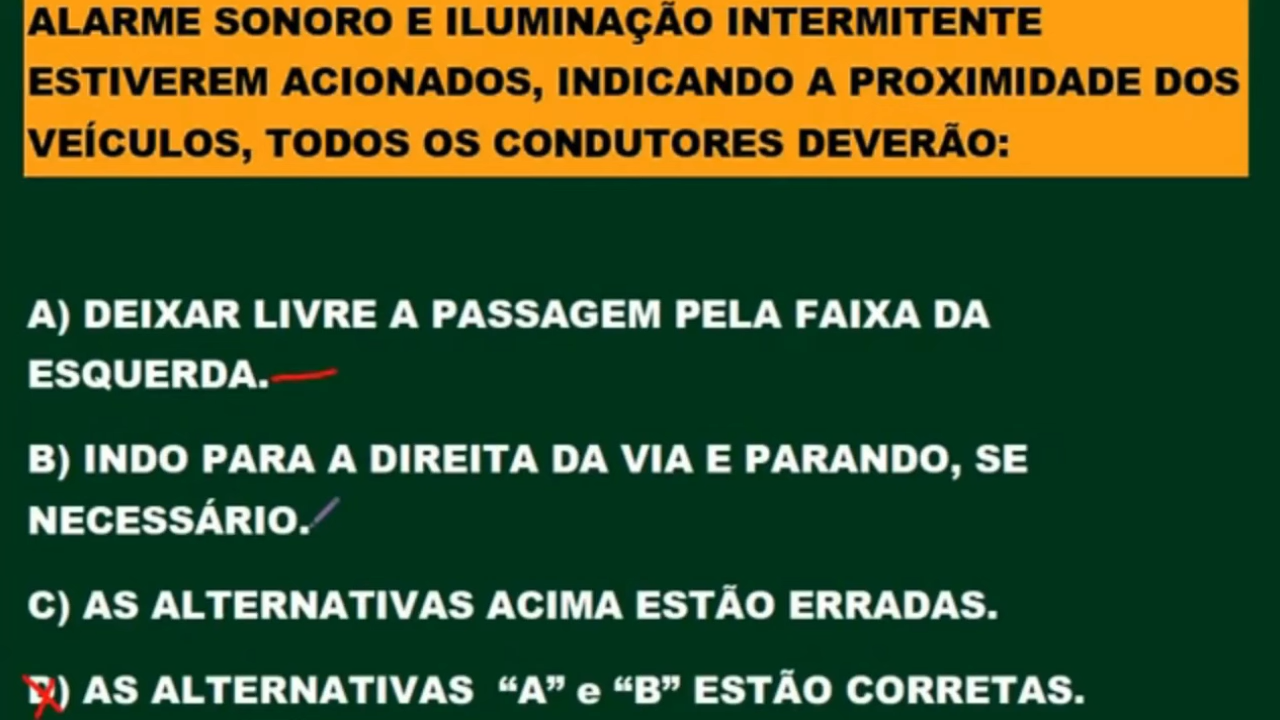 ALARME SONORO E ILUMINAÇÃO INTERMITENTE
ESTIVEREM ACIONADOS, INDICANDO A PROXIMIDADE DOS
VEÍCULOS, TODOS OS CONDUTORES DEVERÃO:
A) DEIXAR LIVRE A PASSAGEM PELA FAIXA DA
ESQUERDA.
B) INDO PARA A DIREITA DA VIA E PARANDO, SE
NECESSÁRIO.
C) AS ALTERNATIVAS ACIMA ESTÃO ERRADAS.
D) AS ALTERNATIVAS “A” e “B” ESTÃO CORRETAS.